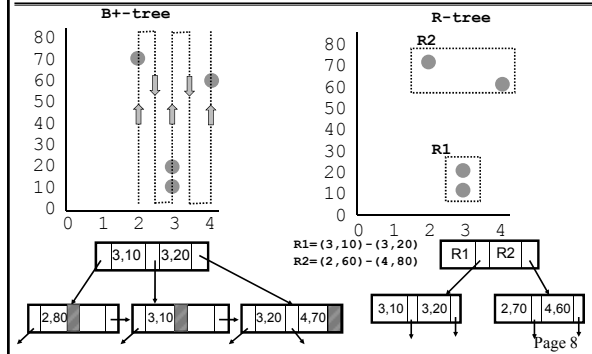 B+-tree
80
70
60
50
40
30
20
10
0
0 1 2 3 4
3,10 3,20
2,80
3,10
3,20 4,70
R-tree
80
70
60
50
40
30
20
10
0
0 1 2 3 4
R2
R1
R1=(3,10)-(3,20)
R2=(2,60)-(4,80)
R1 R2
3,10 3,20
2,70 4,60
Page 8